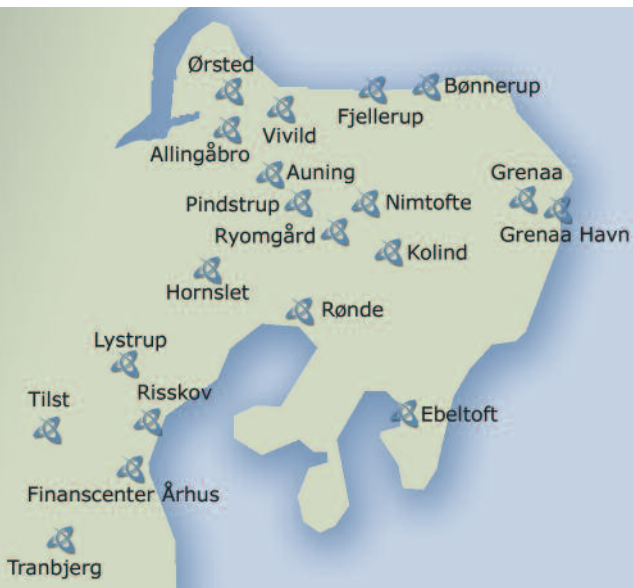 Ørsted
Bønnerup
Fjellerup
Vivild
Allingåbro
Auning
Grenaa
Pindstrup
Nimtofte
Ryomgård
Grenaa Havn
Kolind
Hornslet
Rønde
Lystrup
Risskov
Tilst
Ebeltoft
Finanscenter Århus
Tranbjerg